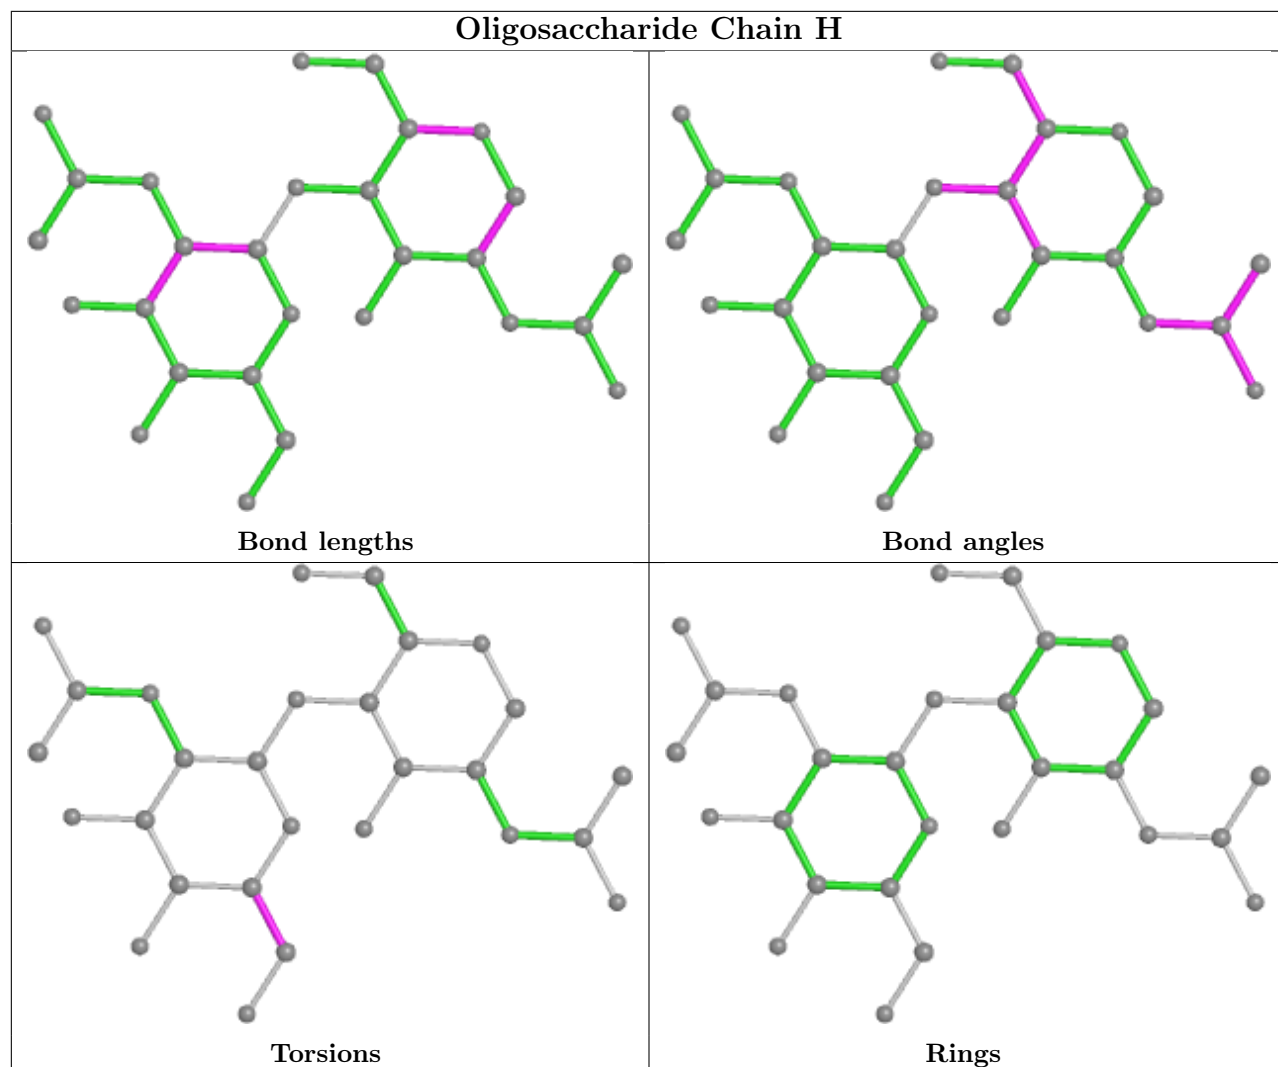 Oligosaccharide Chain H
Bond lengths
Bond angles
Torsions
Rings